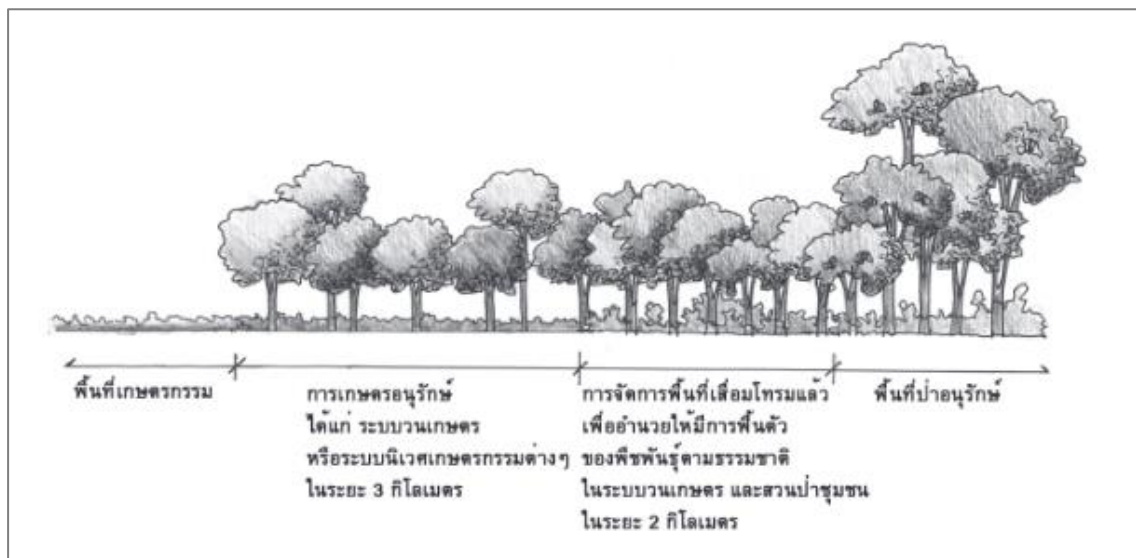 พื้นที่เกษตรกรรม
การเกษตรอนุรักษ์
ได้แก่ ระบบวนเกษตร
หรือระบบนิเวศเกษตรกรรมต่างๆ
ในระยะ 3 กิโลเมตร
การจัดการพื้นที่เสื่อมโทรมแล้ว
เพื่ออำนวยให้มีการฟื้นตัว
ของพืชพันธุ์ตามธรรมชาติ
ในระบบวนเกษตร และสวนป่าชุมชน
ในระยะ 2 กิโลเมตร
พื้นที่ป่าอนุรักษ์